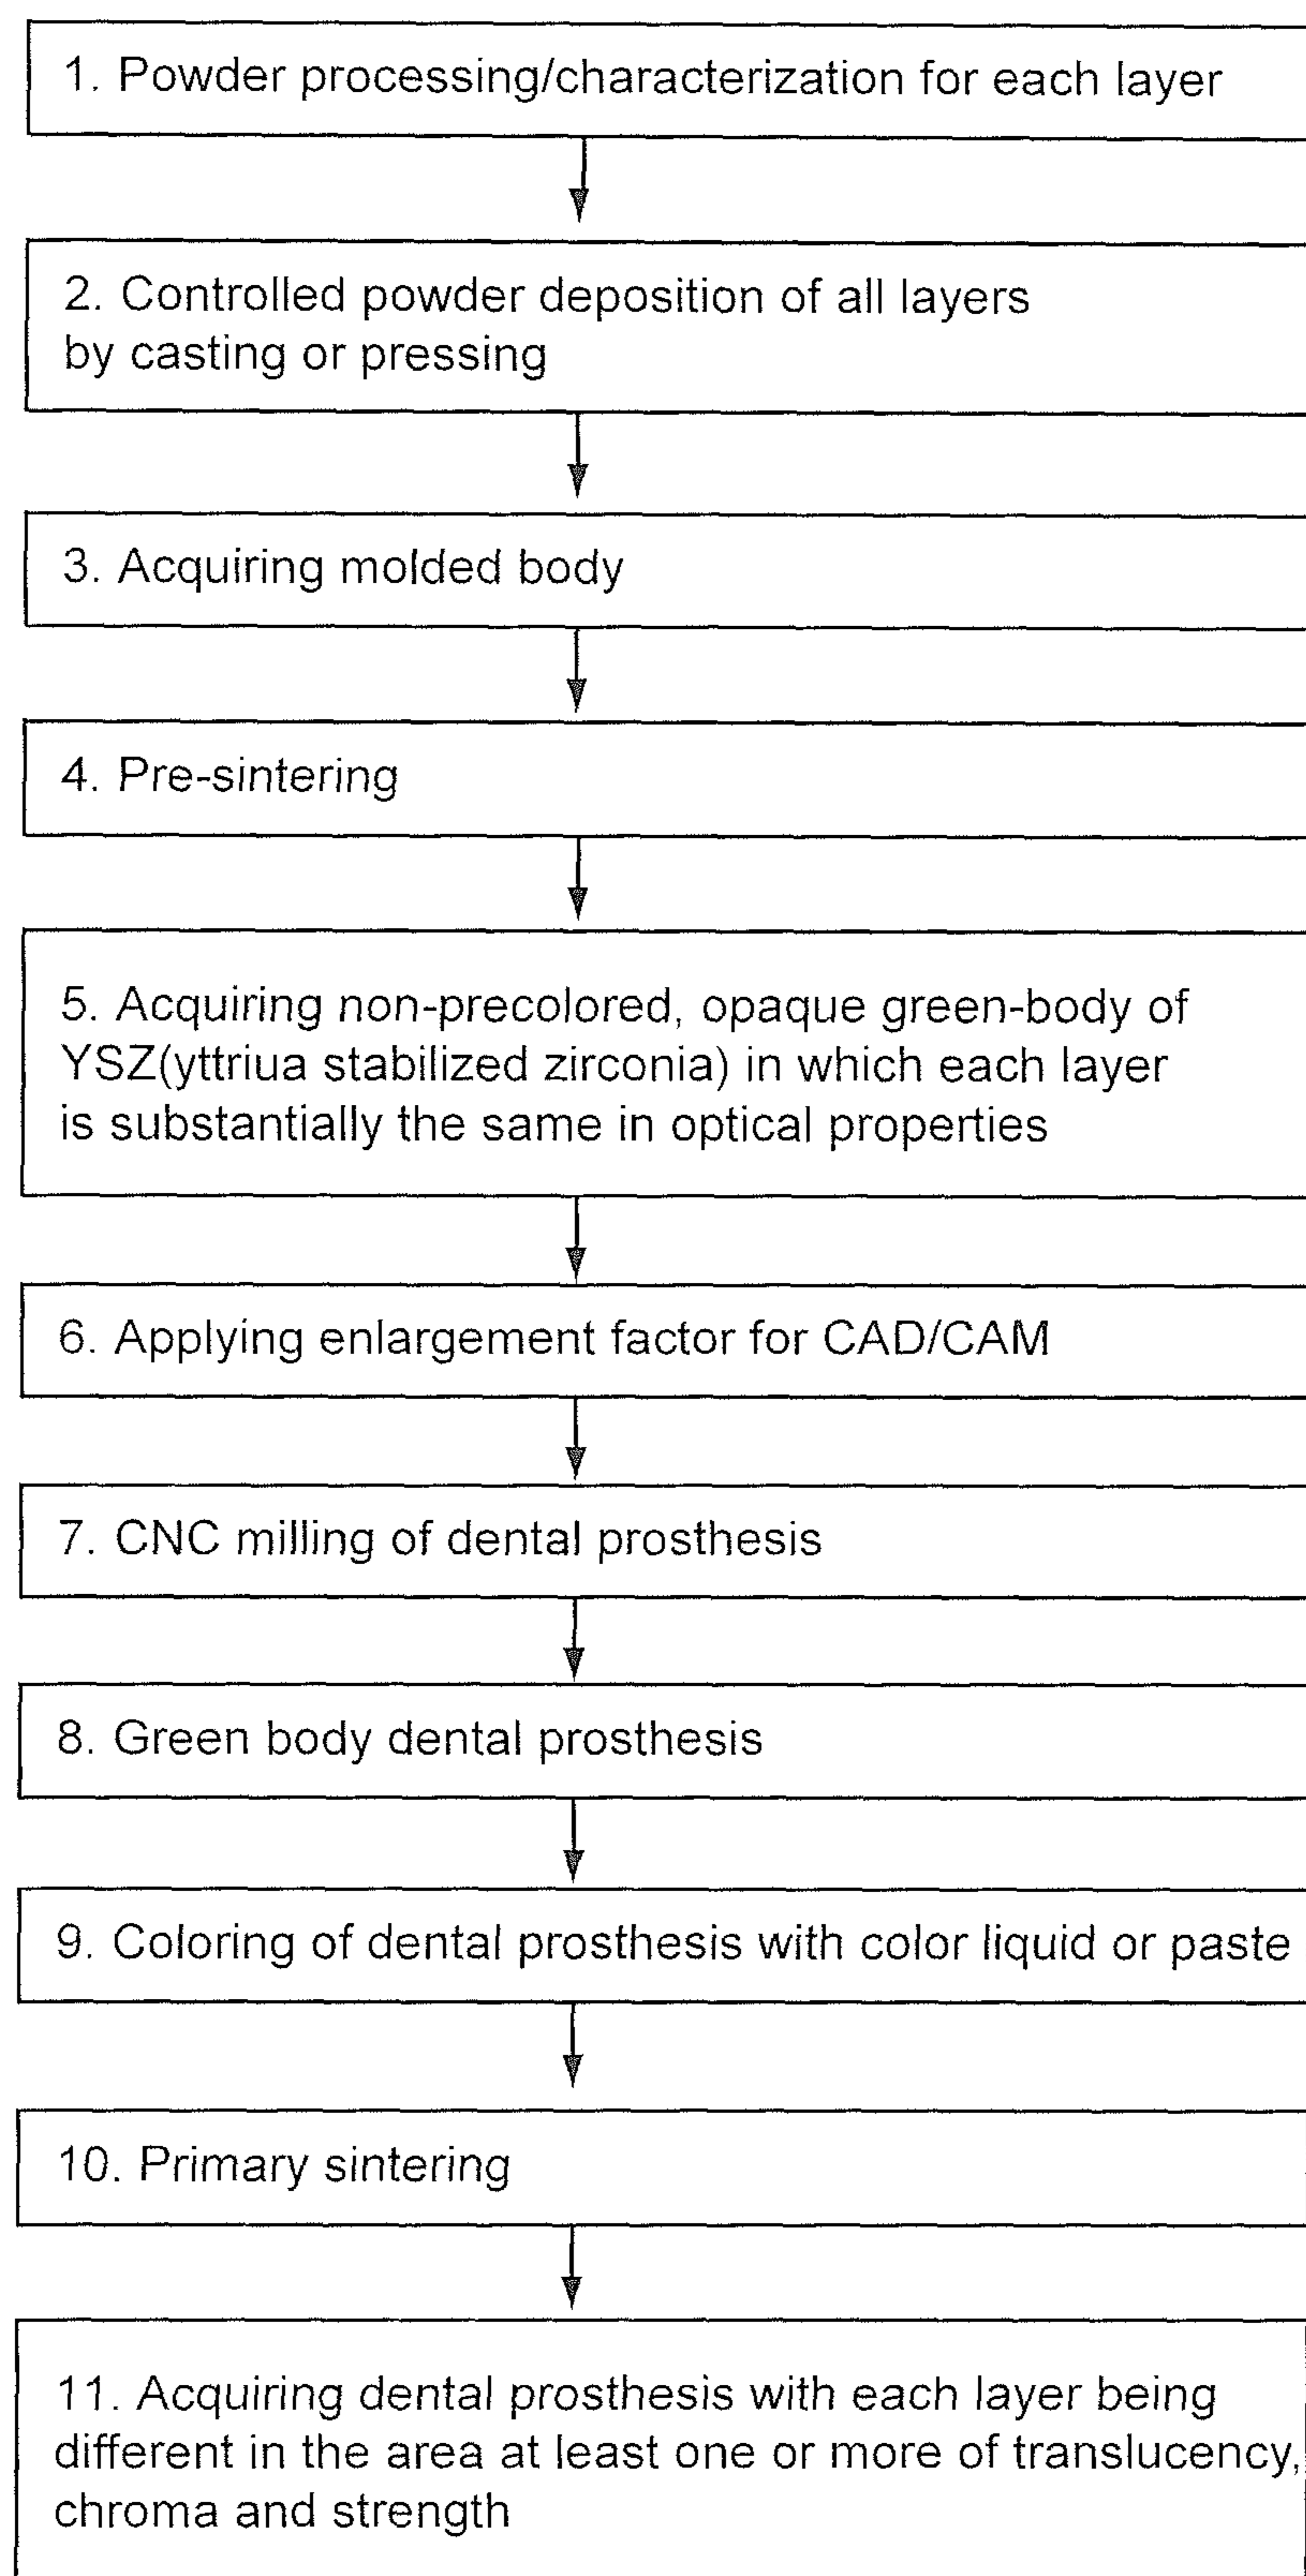 1. Powder processing/characterization for each layer
2. Controlled powder deposition of all layers
by casting or pressing
3. Acquiring molded body
4. Pre-sintering
5. Acquiring non-precolored, opaque green-body of
YSZ(yttriua stabilized zirconia) in which each layer
is substantially the same in optical properties
6. Applying enlargement factor for CAD/CAM
7. CNC milling of dental prosthesis
8. Green body dental prosthesis
9. Coloring of dental prosthesis with color liquid or paste
10. Primary sintering
11. Acquiring dental prosthesis with each layer being
different in the area at least one or more of translucency,
chroma and strength